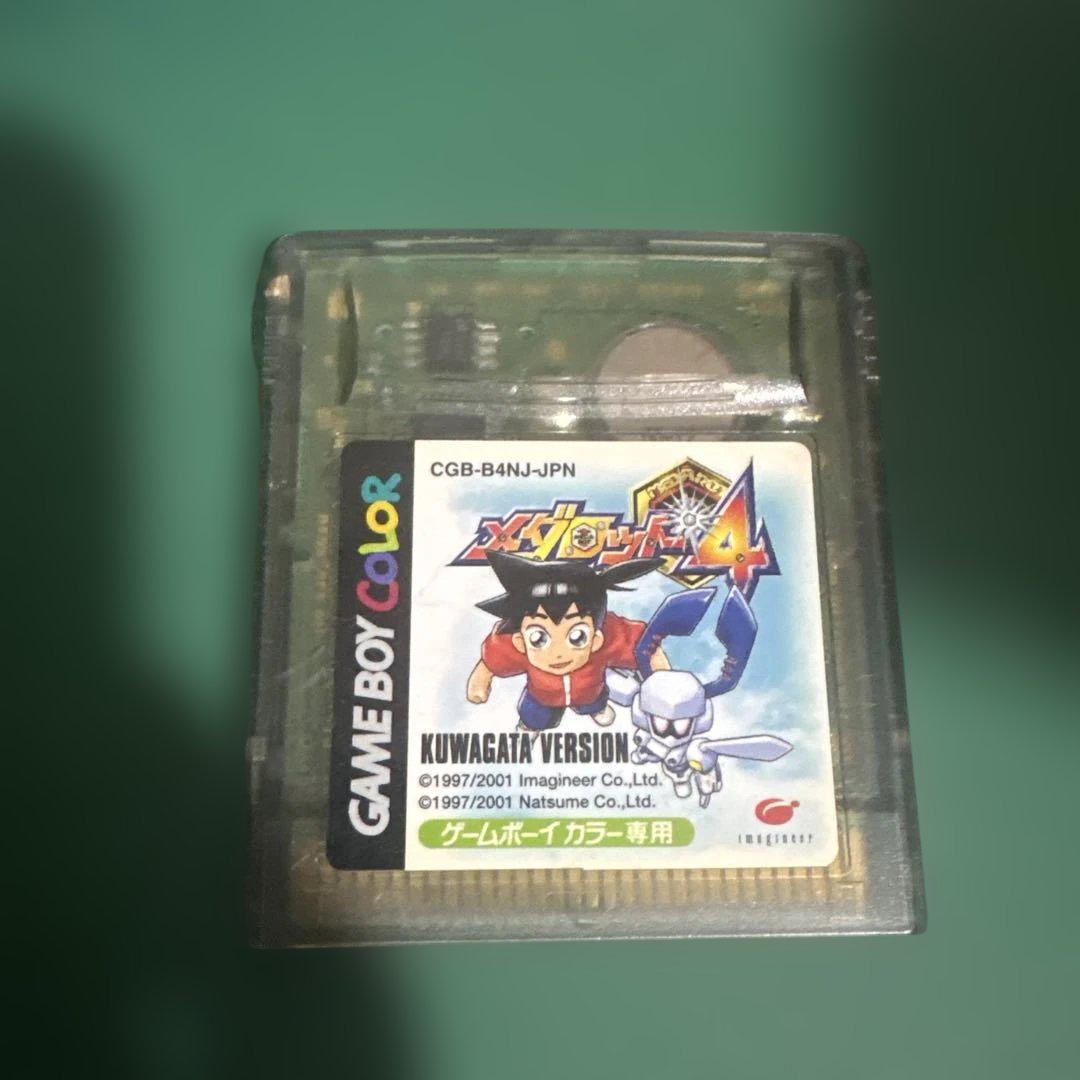 GAME BOY COLOR
CGB-B4NJ-JPN
MEDAROT
メダロット4
KUWAGATA VERSION
©1997/2001 Imagineer Co.,Ltd.
©1997/2001 Natsume Co.,Ltd.
ゲームボーイカラー専用
imagineer